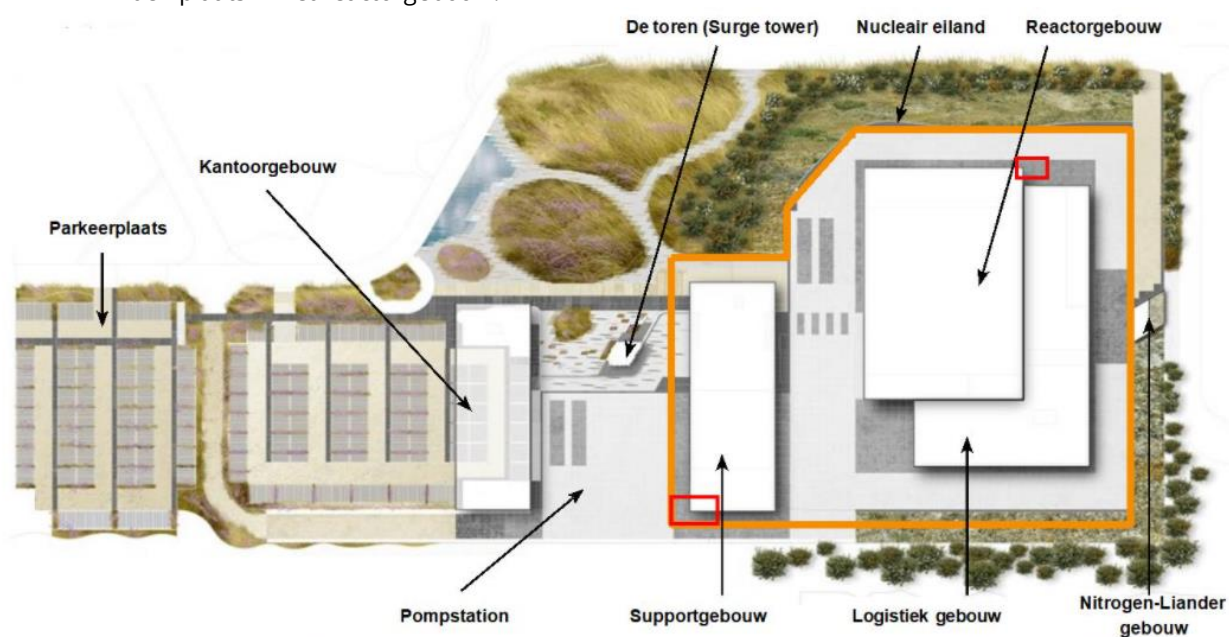 De toren (Surge tower)
Nucleair eiland
Reactorgebouw
Kantoorgebouw
Parkeerplaats
Pompstation
Supportgebouw
Logistiek gebouw
Nitrogen-Liander
gebouw